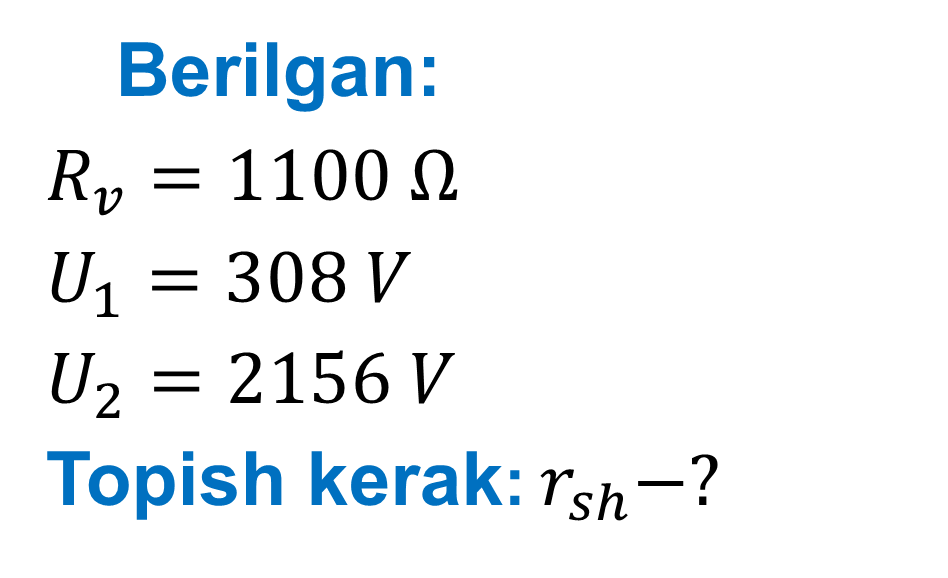 Berilgan:
R_v = 1100 Ω
U_1 = 308 V
U_2 = 2156 V
Topish kerak: r_sh−?